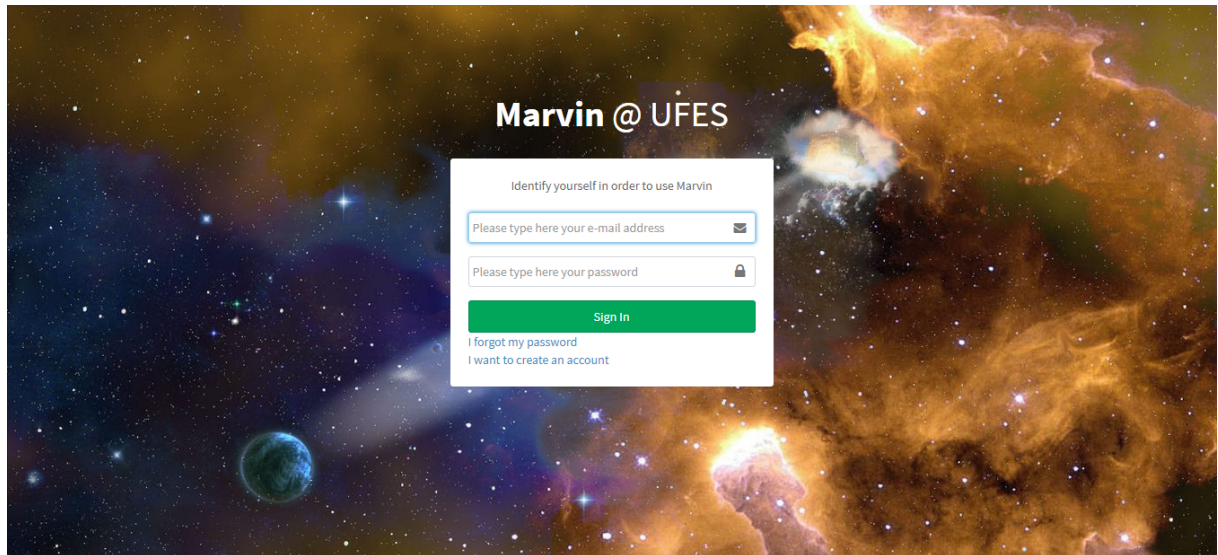 Marvin @ UFES
Identify yourself in order to use Marvin
Please type here your e-mail address
Please type here your password
Sign In
I forgot my password
I want to create an account